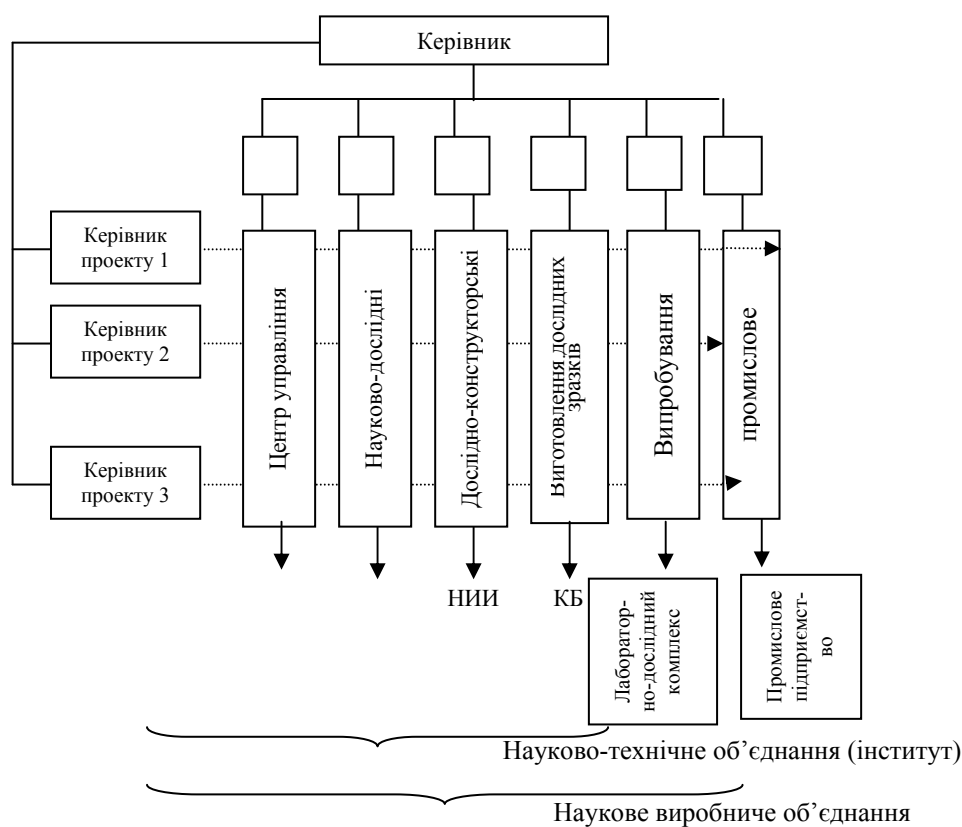 Керівник
Керівник
проекту 1
Керівник
проекту 2
Керівник
проекту 3
Центр управління
Науково-дослідні
Дослідно-конструкторські
Виготовлення дослідних
зразків
Випробування
промислове
НИИ
КБ
Лаборатор-
но-дослідний
комплекс
Промислове
підприємст-
во
Науково-технічне об’єднання (інститут)
Наукове виробниче об’єднання